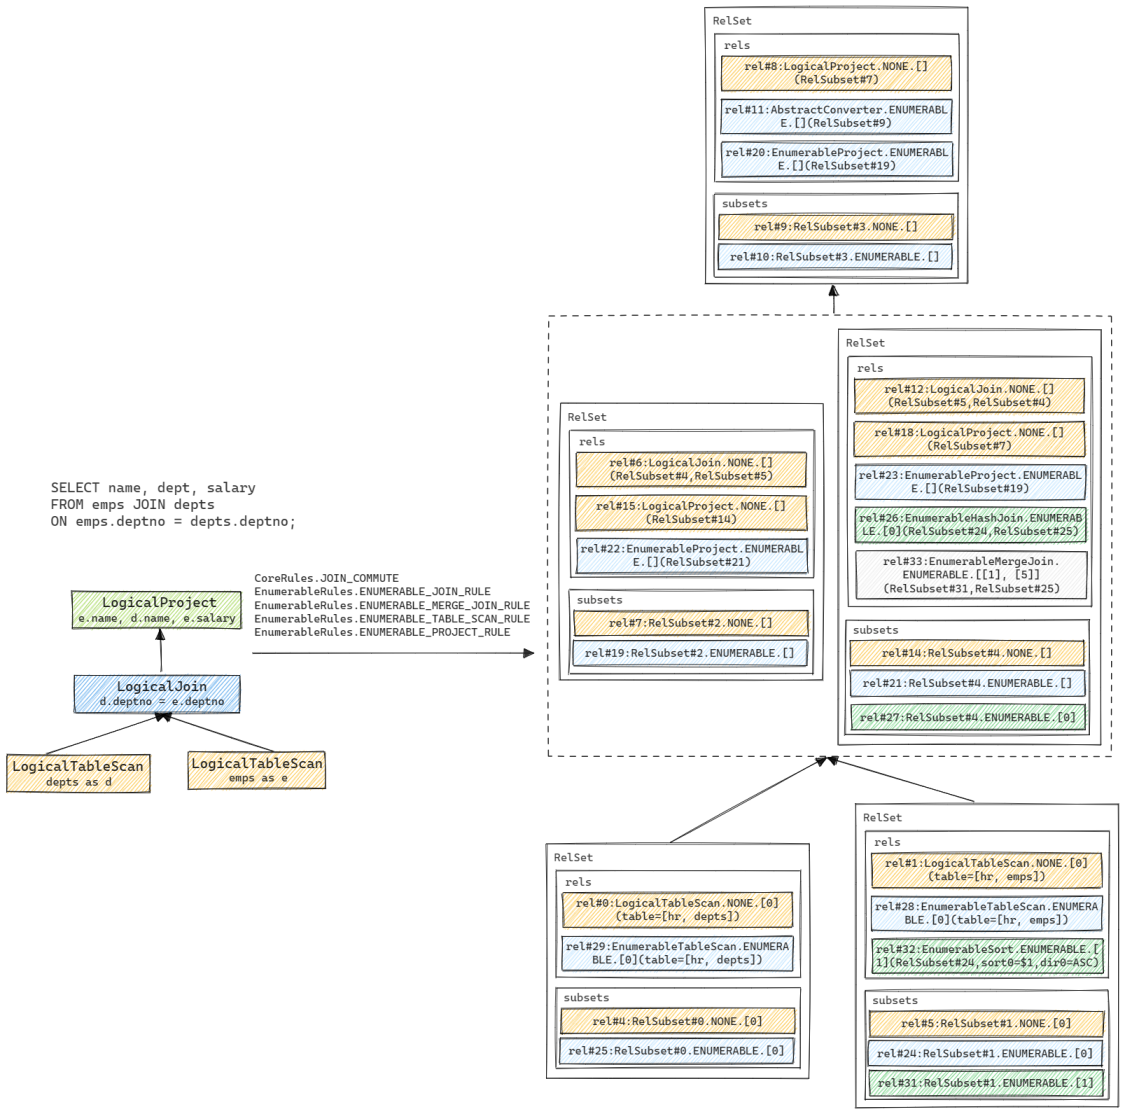 SELECT name, dept, salary
FROM emps JOIN depts
ON emps.deptno = depts.deptno;
LogicalProject
e.name, d.name, e.salary
LogicalJoin
d.deptno = e.deptno
LogicalTableScan
depts as d
LogicalTableScan
emps as e
CoreRules.JOIN_COMMUTE
EnumerableRules.ENUMERABLE_JOIN_RULE
EnumerableRules.ENUMERABLE_MERGE_JOIN_RULE
EnumerableRules.ENUMERABLE_TABLE_SCAN_RULE
EnumerableRules.ENUMERABLE_PROJECT_RULE
RelSet
rels
rel#8:LogicalProject.NONE.[]
(RelSubset#7)
rel#11:AbstractConverter.ENUMERABL
E.[](RelSubset#9)
rel#20:EnumerableProject.ENUMERABL
E.[](RelSubset#19)
subsets
rel#9:RelSubset#3.NONE.[]
rel#10:RelSubset#3.ENUMERABLE.[]
RelSet
rels
rel#6:LogicalJoin.NONE.[]
(RelSubset#4,RelSubset#5)
rel#15:LogicalProject.NONE.[]
(RelSubset#14)
rel#22:EnumerableProject.ENUMERABL
E.[](RelSubset#21)
subsets
rel#7:RelSubset#2.NONE.[]
rel#19:RelSubset#2.ENUMERABLE.[]
RelSet
rels
rel#12:LogicalJoin.NONE.[]
(RelSubset#5,RelSubset#4)
rel#18:LogicalProject.NONE.[]
(RelSubset#7)
rel#23:EnumerableProject.ENUMERABL
E.[](RelSubset#19)
rel#26:EnumerableHashJoin.ENUMERAB
LE.[0](RelSubset#24,RelSubset#25)
rel#33:EnumerableMergeJoin.
ENUMERABLE.[[1], [5]]
(RelSubset#31,RelSubset#25)
subsets
rel#14:RelSubset#4.NONE.[]
rel#21:RelSubset#4.ENUMERABLE.[]
rel#27:RelSubset#4.ENUMERABLE.[0]
RelSet
rels
rel#0:LogicalTableScan.NONE.[0]
(table=[hr, depts])
rel#29:EnumerableTableScan.ENUMERA
BLE.[0](table=[hr, depts])
subsets
rel#4:RelSubset#0.NONE.[0]
rel#25:RelSubset#0.ENUMERABLE.[0]
RelSet
rels
rel#1:LogicalTableScan.NONE.[0]
(table=[hr, emps])
rel#28:EnumerableTableScan.ENUMERA
BLE.[0](table=[hr, emps])
rel#32:EnumerableSort.ENUMERABLE.[
1](RelSubset#24,sort0=$1,dir0=ASC)
subsets
rel#5:RelSubset#1.NONE.[0]
rel#24:RelSubset#1.ENUMERABLE.[0]
rel#31:RelSubset#1.ENUMERABLE.[1]